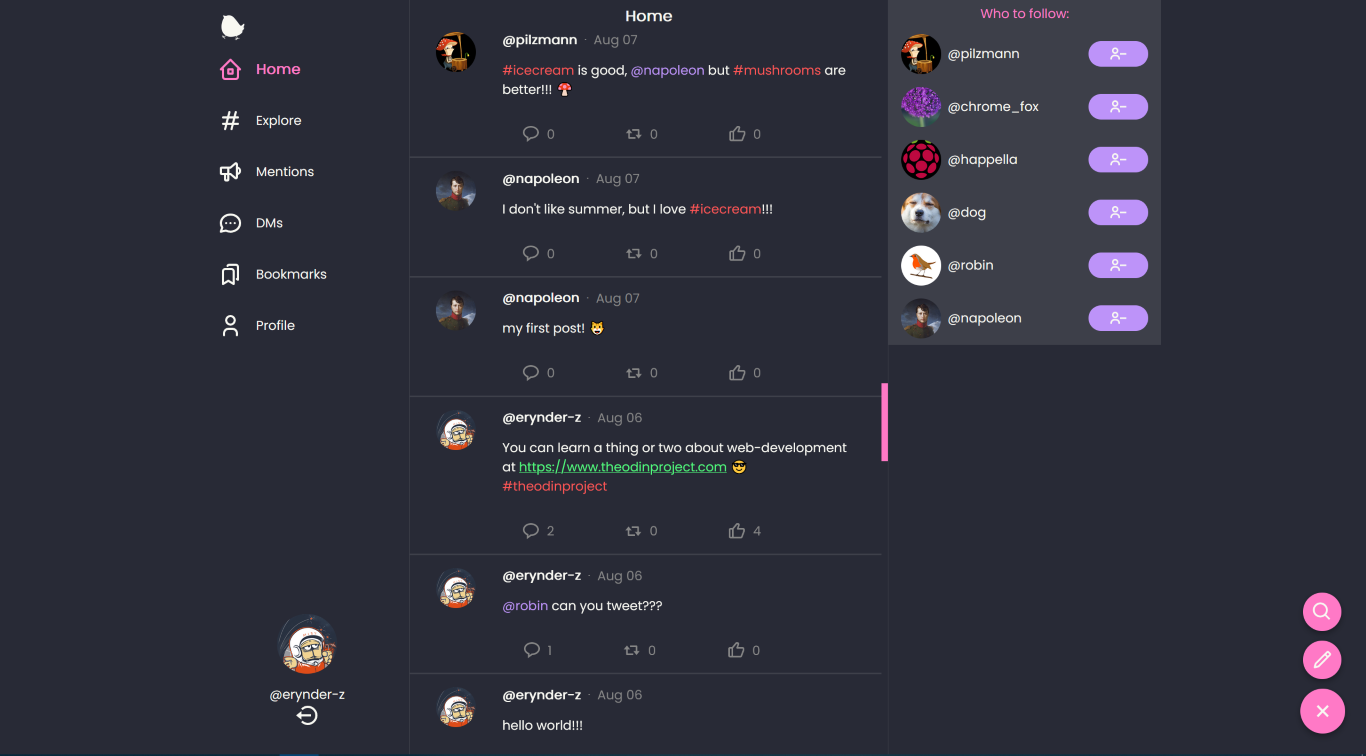 Home
Explore
Mentions
DMs
Bookmarks
Profile
@erynder-z
Home
@pilzmann · Aug 07
#icecream is good, @napoleon but #mushrooms are
better!!! 🍄
0 0 0
@napoleon · Aug 07
I don't like summer, but I love #icecream!!!
0 0 0
@napoleon · Aug 07
my first post! 😺
0 0 0
@erynder-z · Aug 06
You can learn a thing or two about web-development
at https://www.theodinproject.com 😎
#theodinproject
2 0 4
@erynder-z · Aug 06
@robin can you tweet???
1 0 0
@erynder-z · Aug 06
hello world!!!
Who to follow:
@pilzmann
@chrome_fox
@happella
@dog
@robin
@napoleon